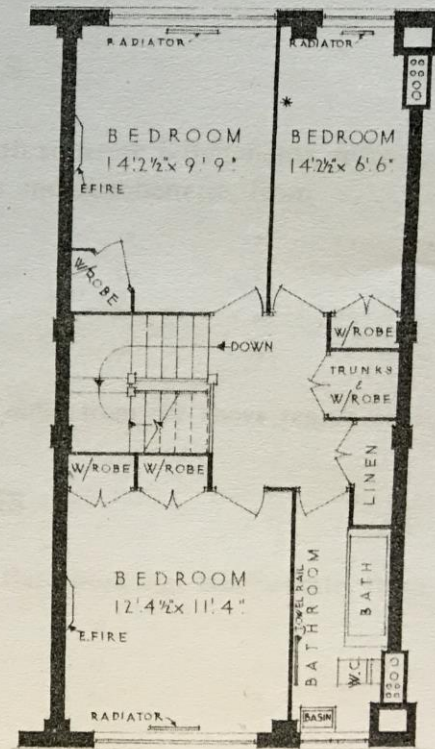 RADIATOR
RADIATOR
BEDROOM
14'.2½"x 9'.9"
BEDROOM
14'.2½"x 6'.6"
E.FIRE
W/ROBE
DOWN
W/ROBE
TRUNKS
&
W/ROBE
W/ROBE
W/ROBE
LINEN
BEDROOM
12'.4½"x 11'.4"
E.FIRE
TOWEL RAIL
BATHROOM
BATH
W.C.
RADIATOR
BASIN